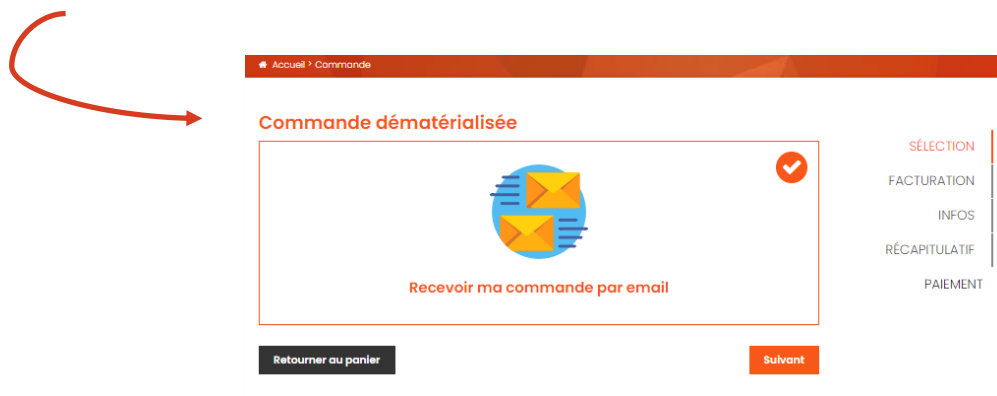 Accueil > Commande
Commande dématérialisée
Recevoir ma commande par email
Retourner au panier
Suivant
SÉLECTION
FACTURATION
INFOS
RÉCAPITULATIF
PAIEMENT